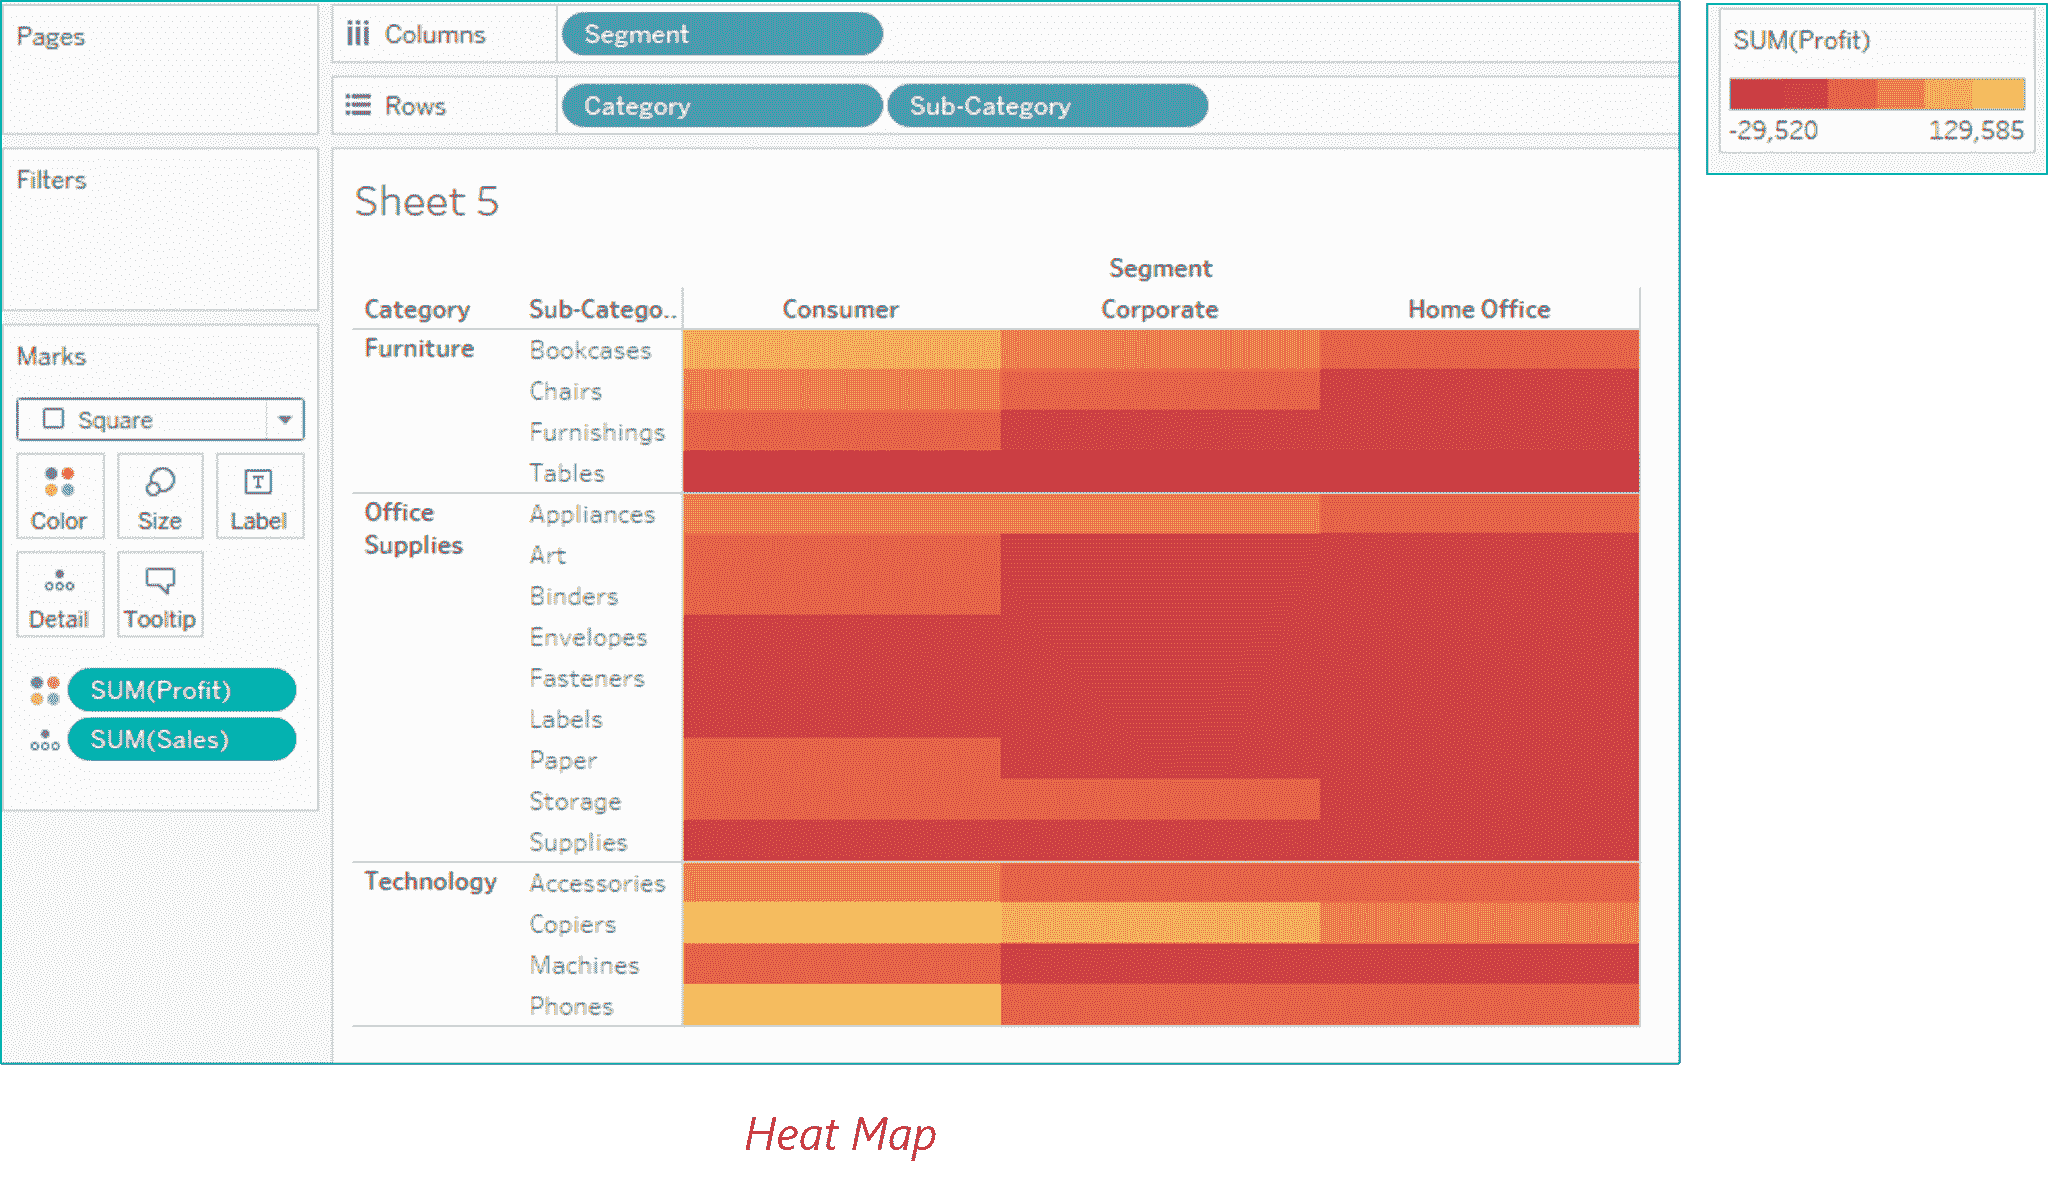 Pages
Columns
Segment
Rows
Category
Sub-Category
SUM(Profit)
-29,520
129,585
Filters
Marks
Square
Color
Size
Label
Detail
Tooltip
SUM(Profit)
SUM(Sales)
Sheet 5
Segment
Category
Sub-Catego..
Consumer
Corporate
Home Office
Furniture
Bookcases
Chairs
Furnishings
Tables
Office
Supplies
Appliances
Art
Binders
Envelopes
Fasteners
Labels
Paper
Storage
Supplies
Technology
Accessories
Copiers
Machines
Phones
Heat Map